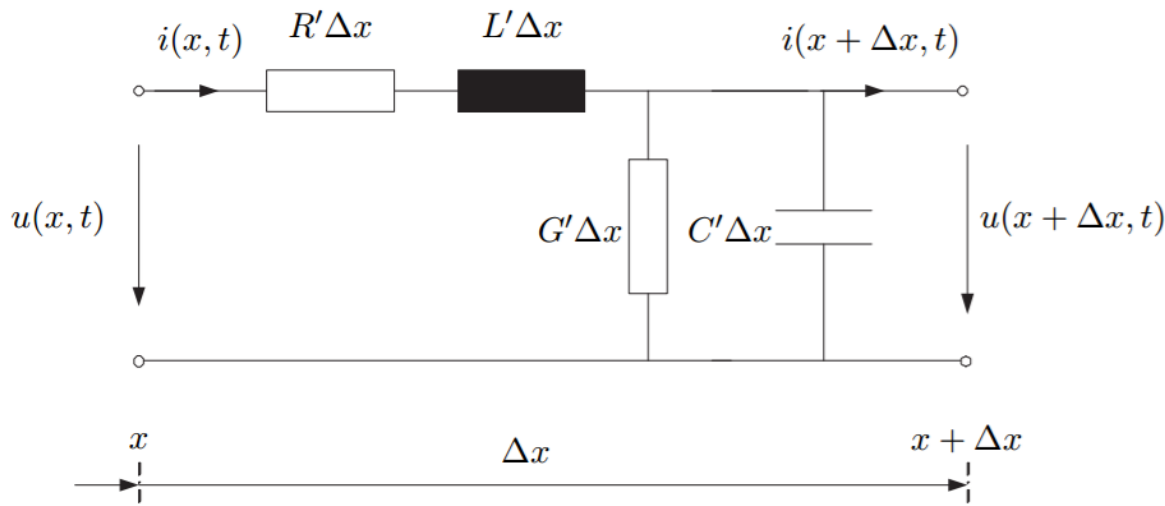 i(x, t)
R′Δx
L′Δx
i(x + Δx, t)
u(x, t)
G′Δx
C′Δx
u(x + Δx, t)
x
Δx
x + Δx